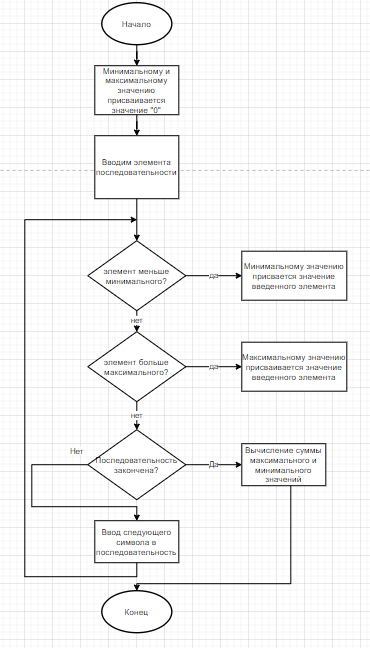 Начало
Минимальному и
максимальному
значению
присваивается
значение "0"
Вводим элемента
последовательности
элемент меньше
минимального?
да
Минимальному значению
присвается значение
введенного элемента
нет
элемент больше
максимального?
да
Максимальному значению
присваивается значение
введенного элемента
нет
Нет
Последовательность
закончена?
Да
Вычисление суммы
максимального и
минимального
значений
Ввод следующего
символа в
последовательность
Конец